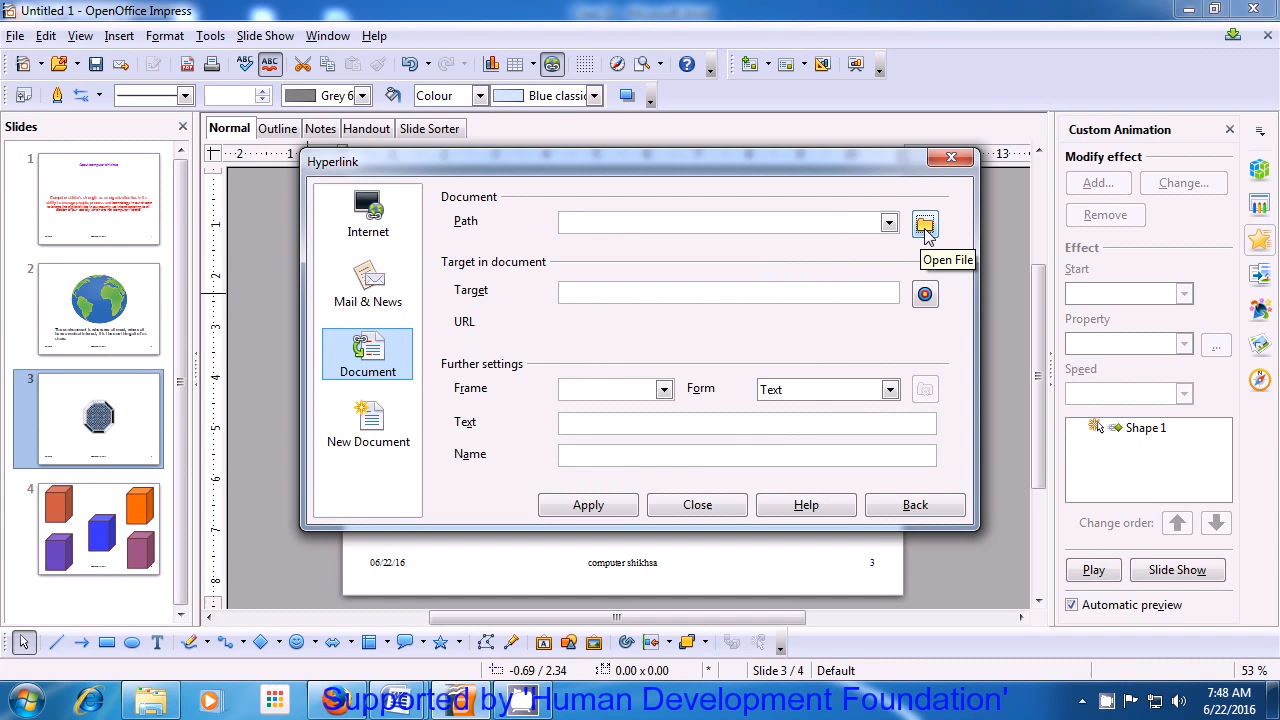 Untitled 1 - OpenOffice Impress
File Edit View Insert Format Tools Slide Show Window Help
Grey 6 Colour Blue classic
Slides
Normal Outline Notes Handout Slide Sorter
Custom Animation
Modify effect
Add... Change...
Remove
Effect
Start
Property
...
Speed
Shape 1
Change order:
Play Slide Show
Automatic preview
1
2
3
4
Hyperlink
Internet
Mail & News
Document
New Document
Document
Path
Open File
Target in document
Target
URL
Further settings
Frame Form Text
Text
Name
Apply Close Help Back
06/22/16 computer shikhsa 3
-0.69 / 2.34 0.00 x 0.00 * Slide 3 / 4 Default 53 %
Supported by 'Human Development Foundation'
7:48 AM
6/22/2016